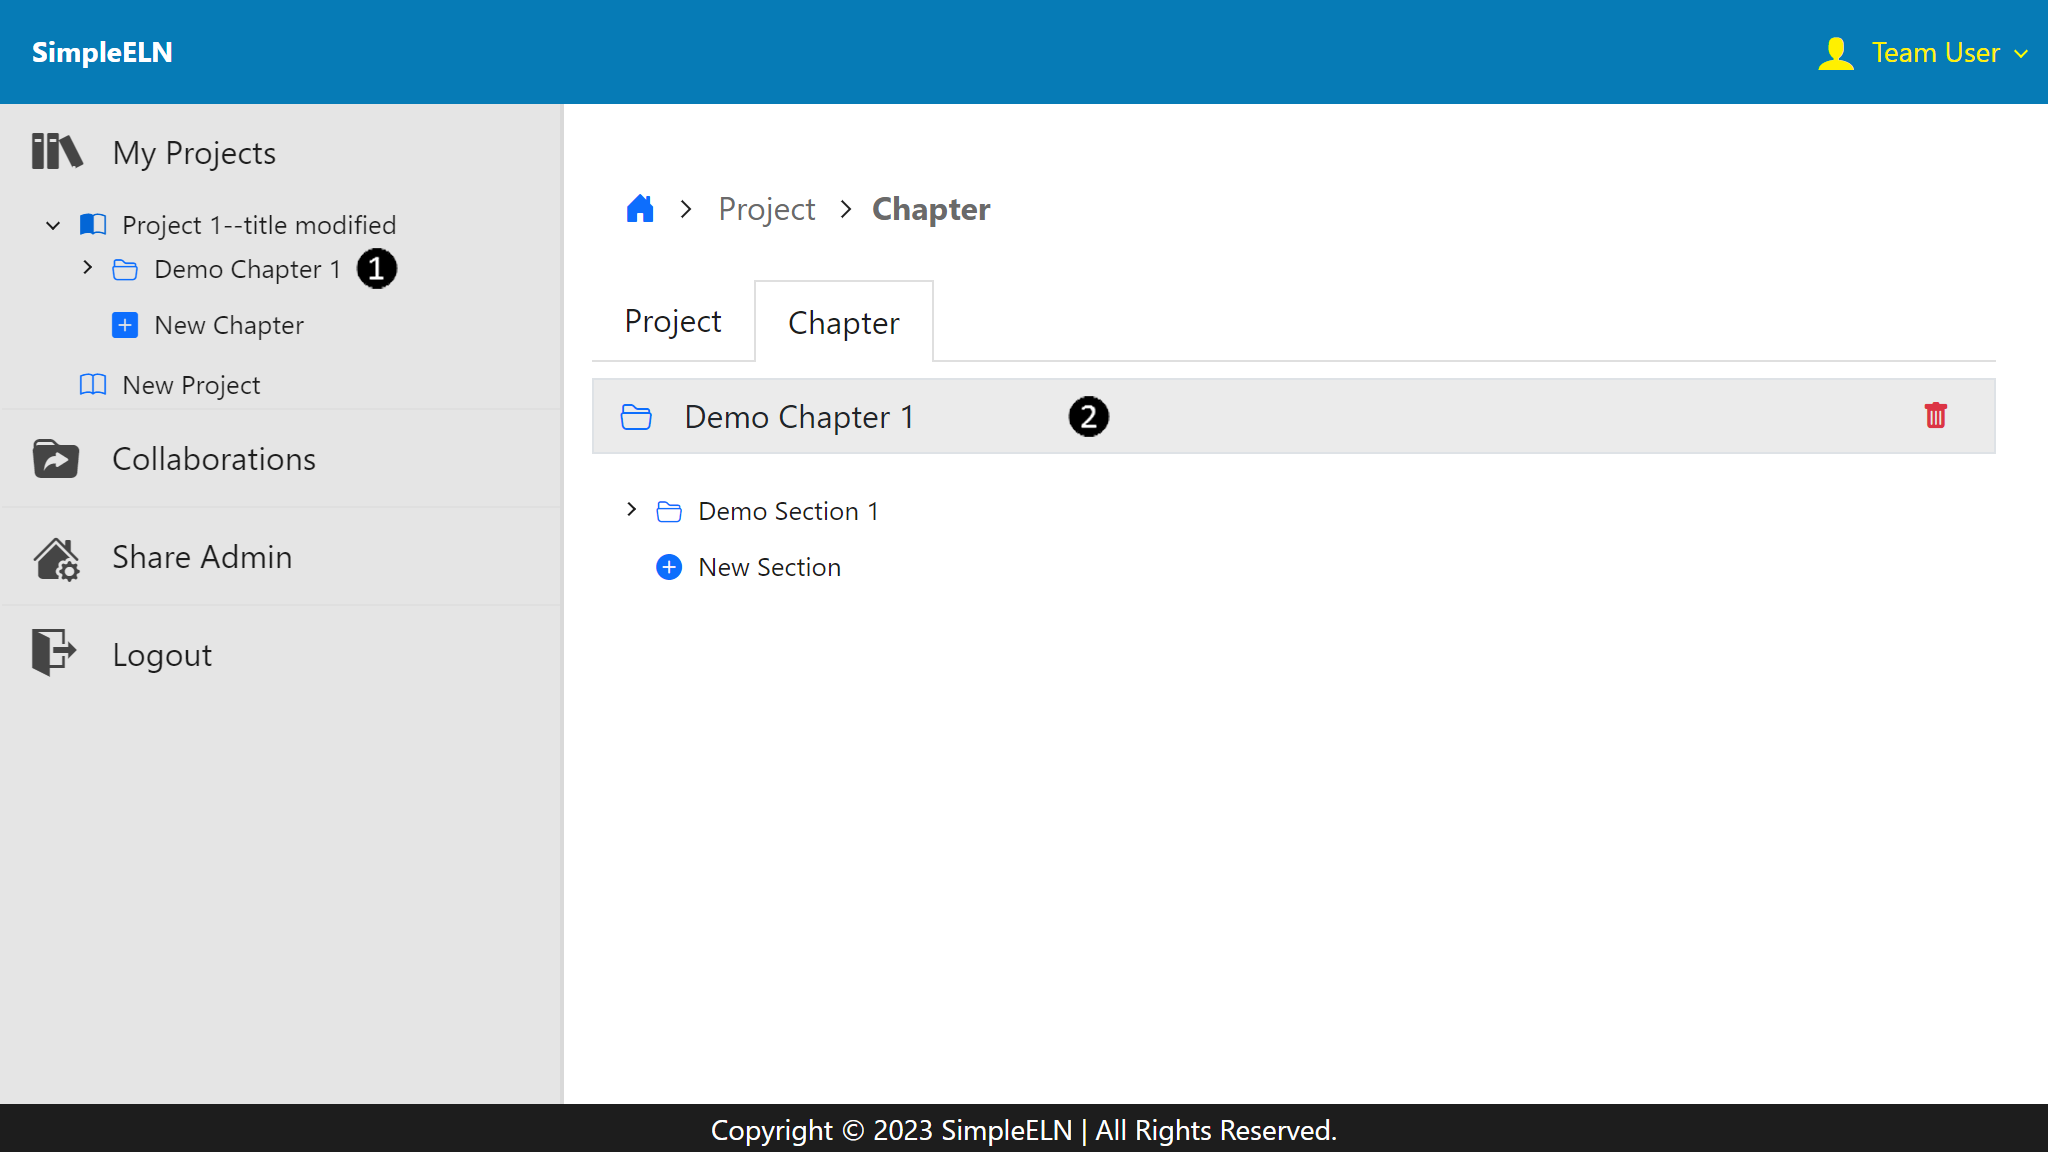 SimpleELN
Team User
My Projects
Project 1--title modified
Demo Chapter 1 1
New Chapter
New Project
Collaborations
Share Admin
Logout
Project Chapter
Project Chapter
Demo Chapter 1 2
Demo Section 1
New Section
Copyright © 2023 SimpleELN | All Rights Reserved.